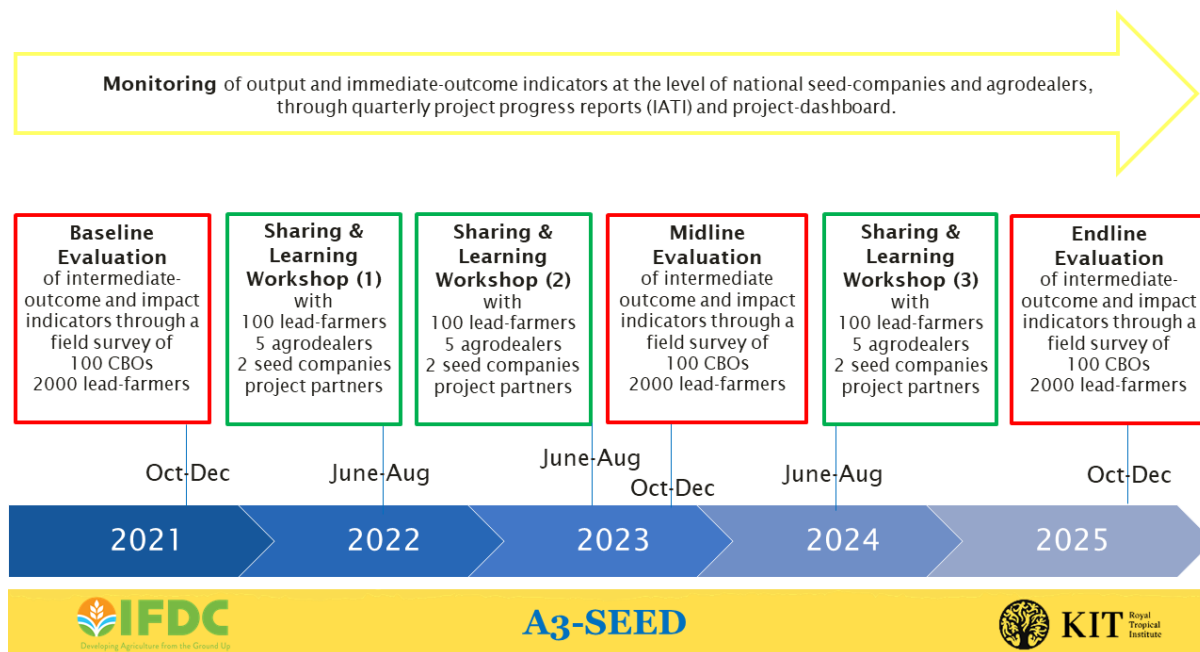 Monitoring of output and immediate-outcome indicators at the level of national seed-companies and agrodealers,
through quarterly project progress reports (IATI) and project-dashboard.
Baseline
Evaluation
of intermediate-
outcome and impact
indicators through a
field survey of
100 CBOs
2000 lead-farmers
Sharing &
Learning
Workshop (1)
with
100 lead-farmers
5 agrodealers
2 seed companies
project partners
Sharing &
Learning
Workshop (2)
with
100 lead-farmers
5 agrodealers
2 seed companies
project partners
Midline
Evaluation
of intermediate
outcome and impact
indicators through a
field survey of
100 CBOs
2000 lead-farmers
Sharing &
Learning
Workshop (3)
with
100 lead-farmers
5 agrodealers
2 seed companies
project partners
Endline
Evaluation
of intermediate-
outcome and impact
indicators through a
field survey of
100 CBOs
2000 lead-farmers
Oct-Dec
June-Aug
June-Aug
Oct-Dec
June-Aug
Oct-Dec
2021
2022
2023
2024
2025
IFDC
Developing Agriculture from the Ground Up
A3-SEED
KIT
Royal
Tropical
Institute